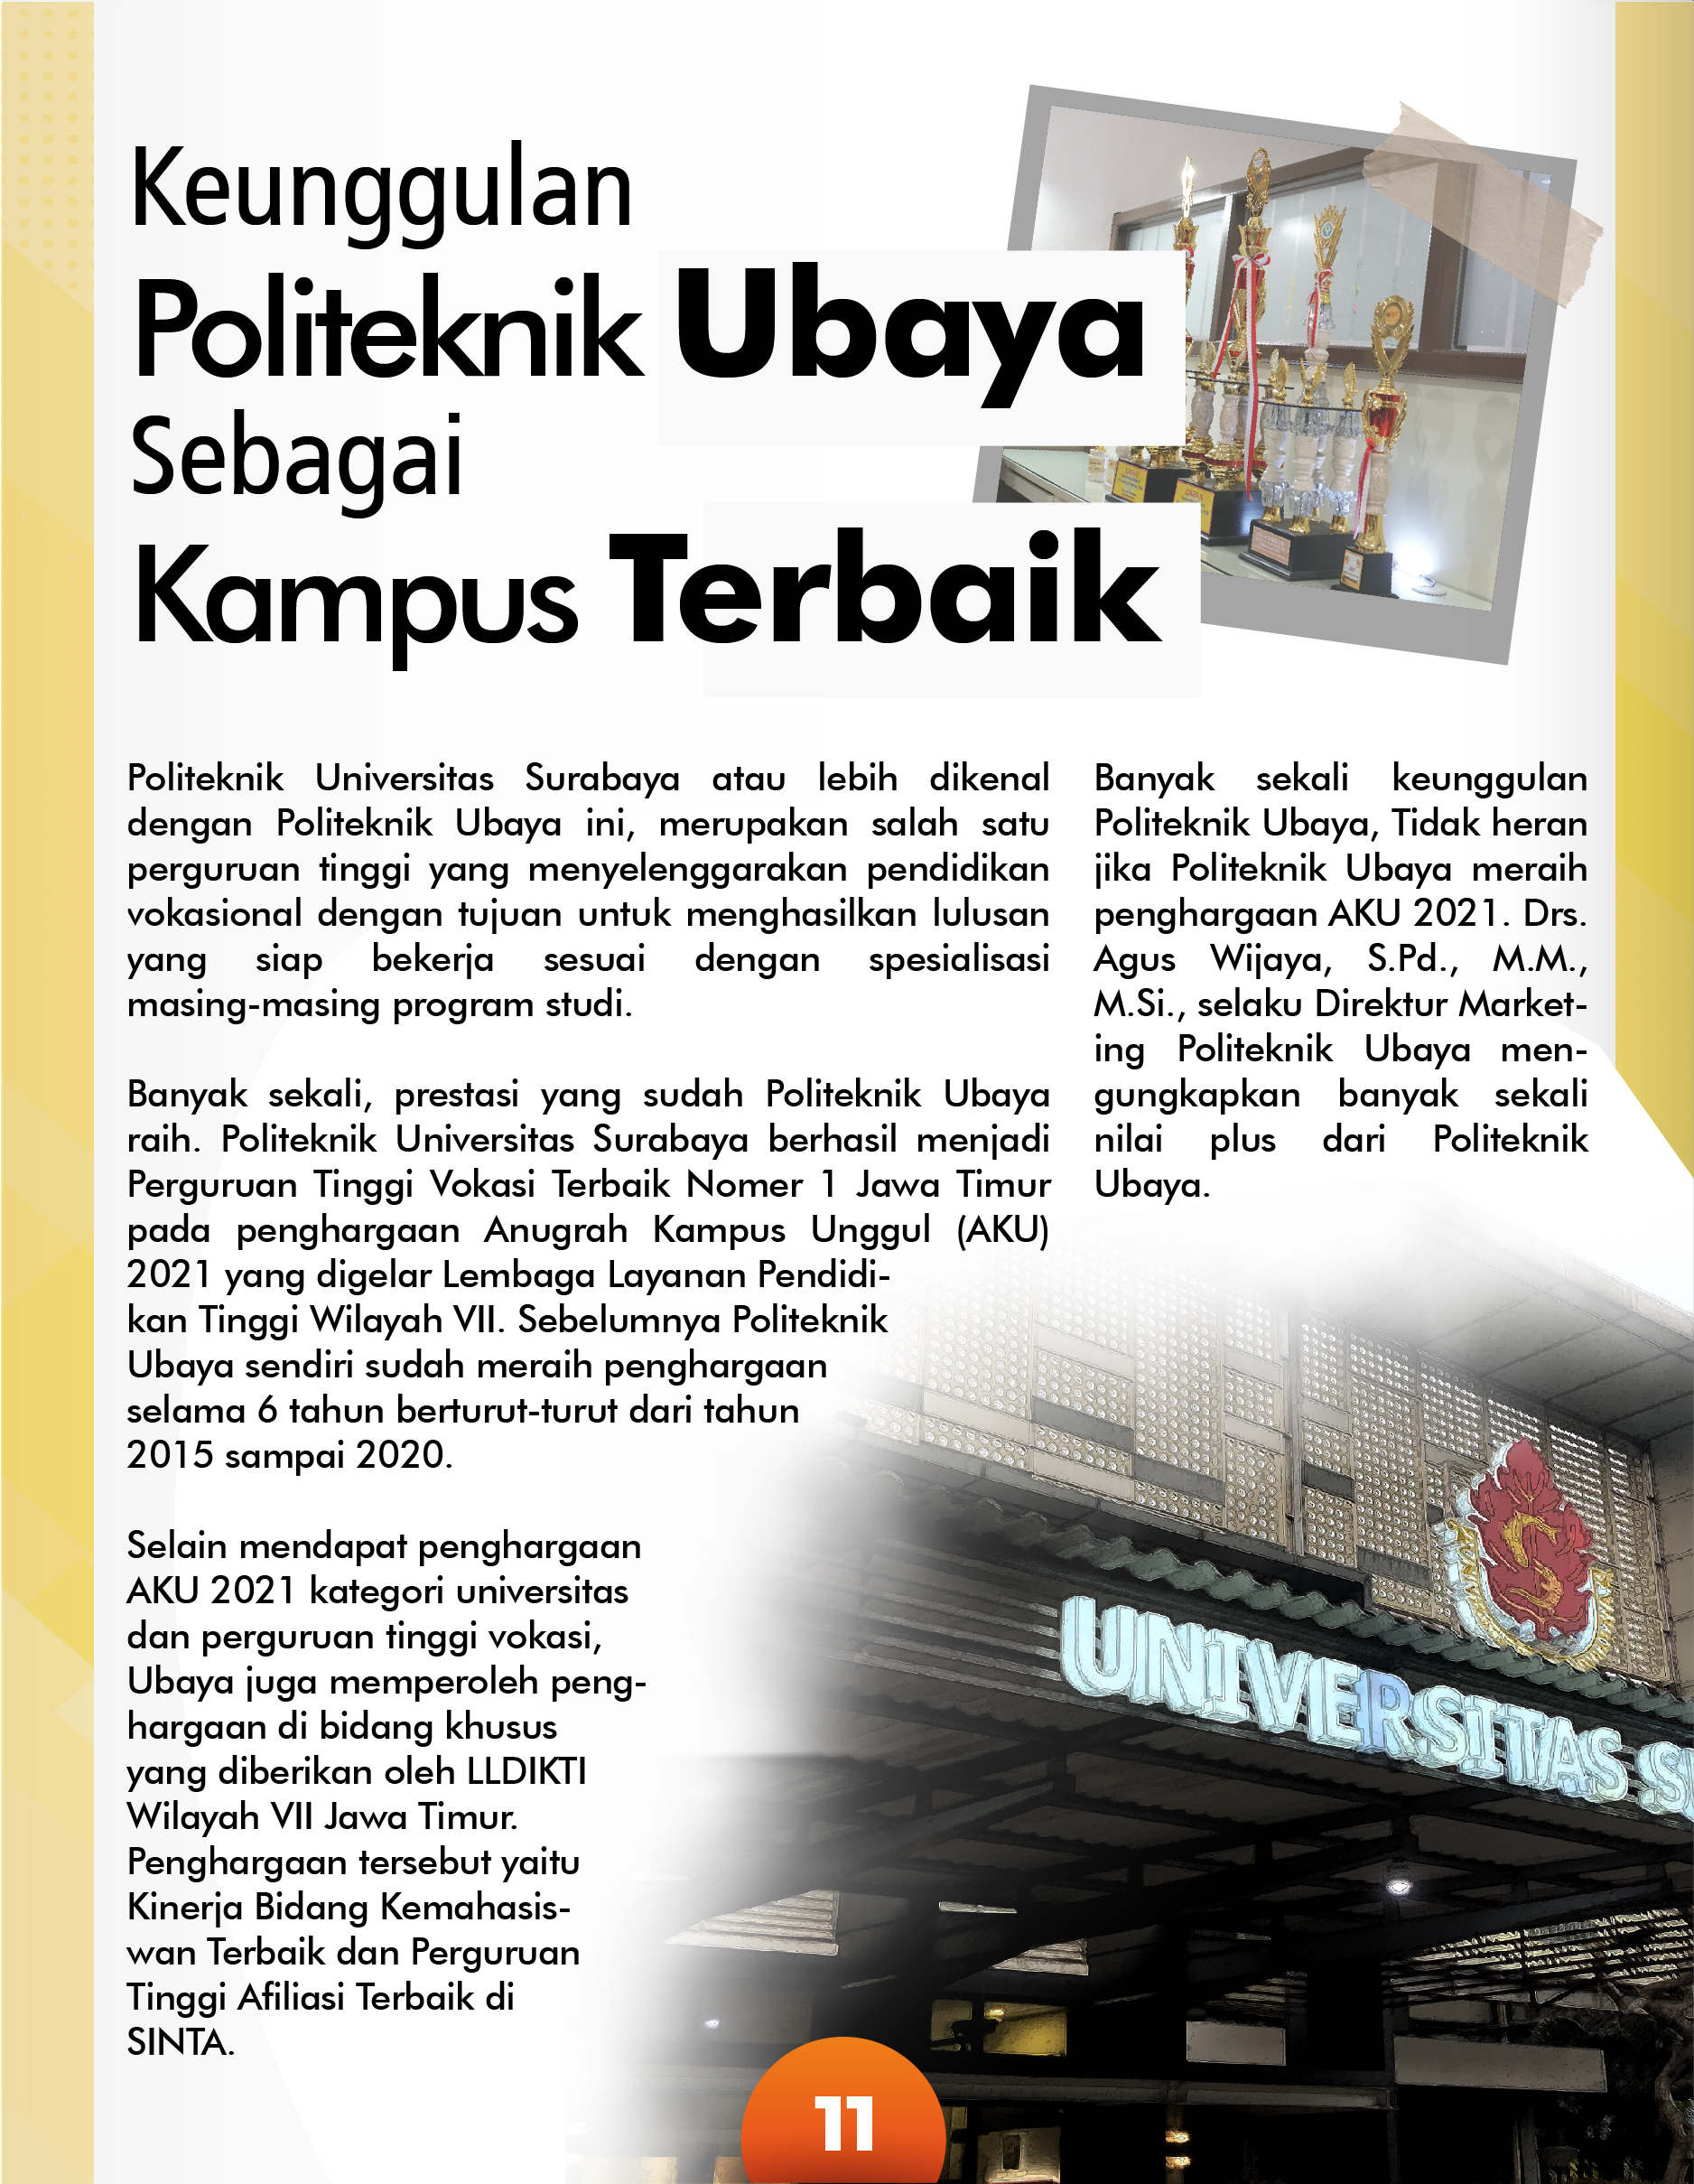 Keunggulan
Politeknik Ubaya
Sebagai
Kampus Terbaik
Politeknik Universitas Surabaya atau lebih dikenal
dengan Politeknik Ubaya ini, merupakan salah satu
perguruan tinggi yang menyelenggarakan pendidikan
vokasional dengan tujuan untuk menghasilkan lulusan
yang siap bekerja sesuai dengan spesialisasi
masing-masing program studi.
Banyak sekali, prestasi yang sudah Politeknik Ubaya
raih. Politeknik Universitas Surabaya berhasil menjadi
Perguruan Tinggi Vokasi Terbaik Nomer 1 Jawa Timur
pada penghargaan Anugrah Kampus Unggul (AKU)
2021 yang digelar Lembaga Layanan Pendidi-
kan Tinggi Wilayah VII. Sebelumnya Politeknik
Ubaya sendiri sudah meraih penghargaan
selama 6 tahun berturut-turut dari tahun
2015 sampai 2020.
Selain mendapat penghargaan
AKU 2021 kategori universitas
dan perguruan tinggi vokasi,
Ubaya juga memperoleh peng-
hargaan di bidang khusus
yang diberikan oleh LLDIKTI
Wilayah VII Jawa Timur.
Penghargaan tersebut yaitu
Kinerja Bidang Kemahasis-
wan Terbaik dan Perguruan
Tinggi Afiliasi Terbaik di
SINTA.
Banyak sekali keunggulan
Politeknik Ubaya, Tidak heran
jika Politeknik Ubaya meraih
penghargaan AKU 2021. Drs.
Agus Wijaya, S.Pd., M.M.,
M.Si., selaku Direktur Market-
ing Politeknik Ubaya men-
gungkapkan banyak sekali
nilai plus dari Politeknik
Ubaya.
UNIVERSITAS S
11